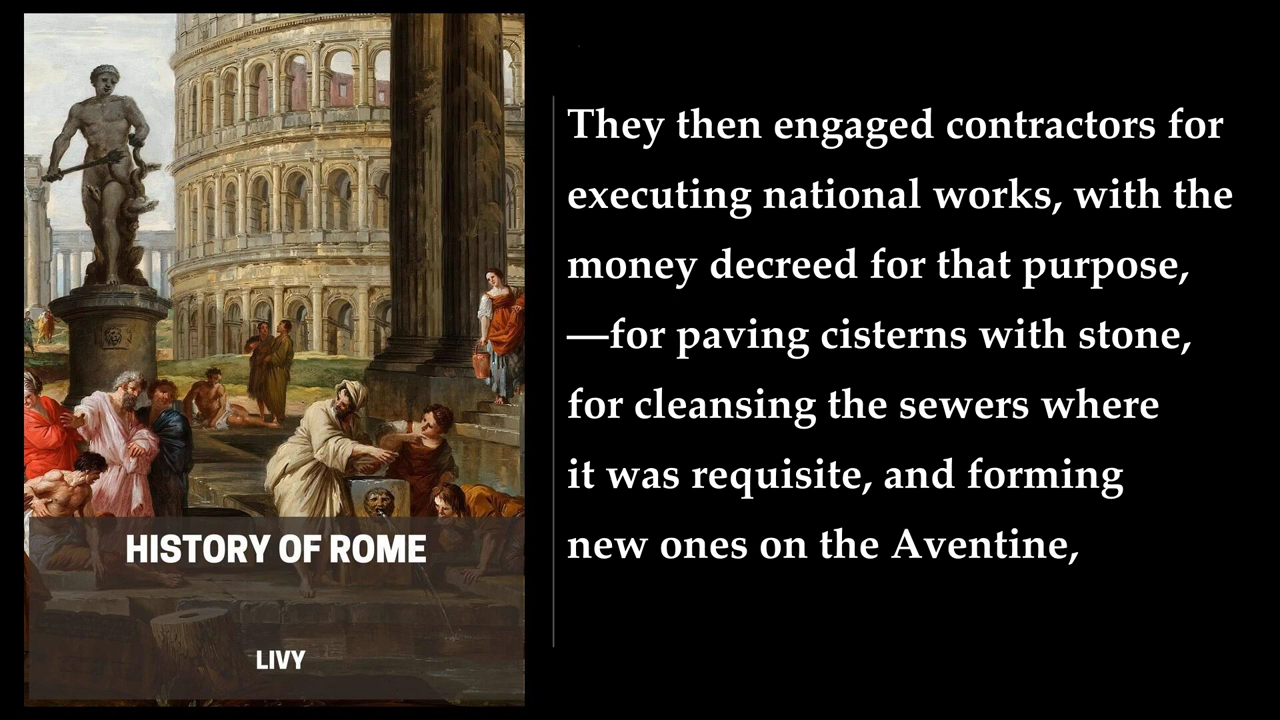 HISTORY OF ROME
LIVY
They then engaged contractors for
executing national works, with the
money decreed for that purpose,
—for paving cisterns with stone,
for cleansing the sewers where
it was requisite, and forming
new ones on the Aventine,